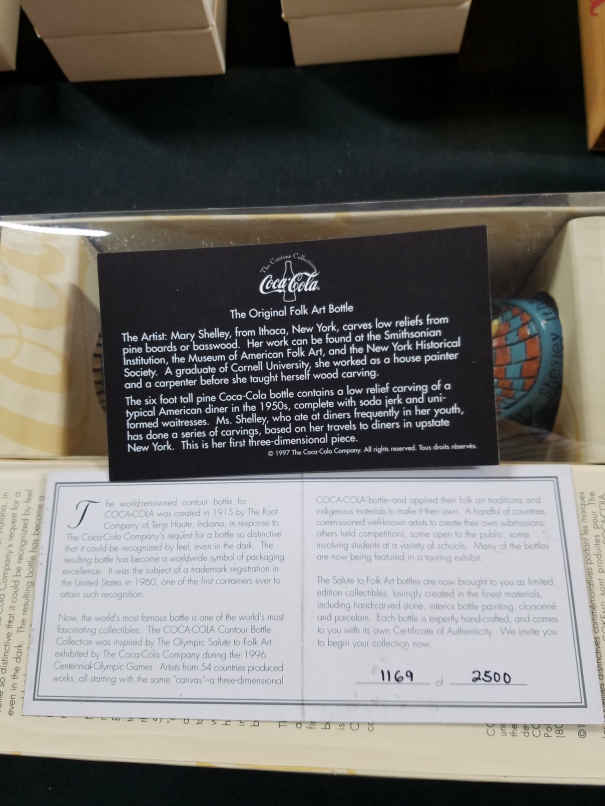 The Contour Collection
Coca-Cola
The Original Folk Art Bottle
The Artist: Mary Shelley, from Ithaca, New York, carves low reliefs from
pine boards or basswood. Her work can be found at the Smithsonian
Institution, the Museum of American Folk Art, and the New York Historical
Society. A graduate of Cornell University, she worked as a house painter
and a carpenter before she taught herself wood carving.
The six foot tall pine Coca-Cola bottle contains a low relief carving of a
typical American diner in the 1950s, complete with soda jerk and uni-
formed waitresses. Ms. Shelley, who ate at diners frequently in her youth,
has done a series of carvings, based on her travels to diners in upstate
New York. This is her first three-dimensional piece.
© 1997 The Coca-Cola Company. All rights reserved. Tous droits réservés.
The world-renowned contour bottle for
COCA-COLA was created in 1915 by The Root
Company of Terre Haute, Indiana, in response to
The Coca-Cola Company's request for a bottle so distinctive
that it could be recognized by feel, even in the dark. The
resulting bottle has become a worldwide symbol of packaging
excellence. It was the subject of a trademark registration in
the United States in 1960, one of the first containers ever to
attain such recognition.
Now, the world's most famous bottle is one of the world's most
fascinating collectibles. The COCA-COLA Contour Bottle
Collection was inspired by The Olympic Salute to Folk Art
exhibited by The Coca-Cola Company during the 1996
Centennial Olympic Games. Artists from 54 countries produced
works, all starting with the same "canvas"–a three-dimensional
COCA-COLA bottle–and applied their folk art traditions and
indigenous materials to make it their own. A handful of countries
commissioned well-known artists to create their own submissions;
others held competitions, some open to the public, some
involving students at a variety of schools. Many of the bottles
are now being featured in a touring exhibit.
The Salute to Folk Art bottles are now brought to you as limited
edition collectibles, lovingly created in the finest materials,
including hand-carved stone, interior bottle painting, cloisonné
and porcelain. Each bottle is expertly hand-crafted, and comes
to you with its own Certificate of Authenticity. We invite you
to begin your collection now.
# 1169 of 2500